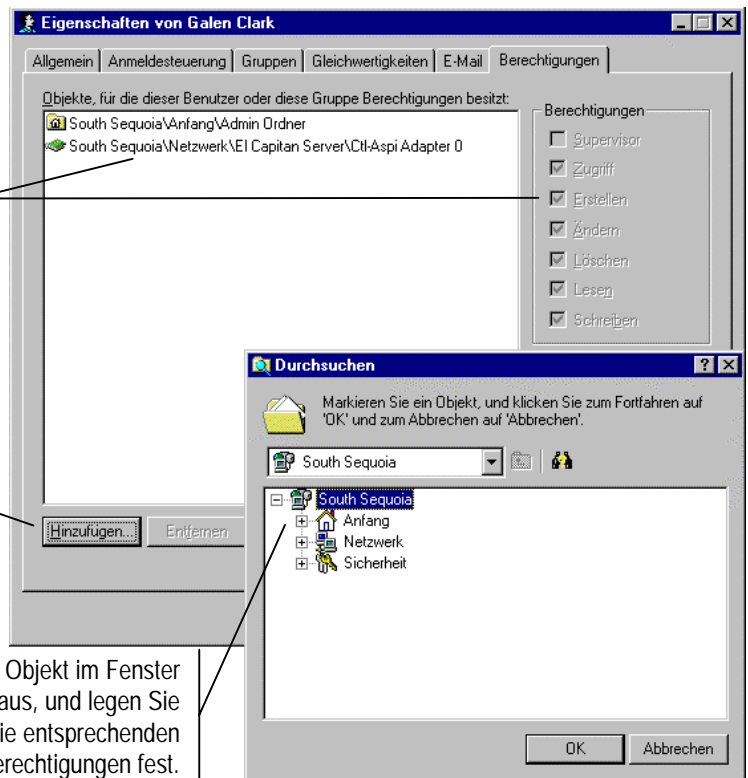 Eigenschaften von Galen Clark
Allgemein Anmeldesteuerung Gruppen Gleichwertigkeiten E-Mail Berechtigungen
Objekte, für die dieser Benutzer oder diese Gruppe Berechtigungen besitzt:
South Sequoia\Anfang\Admin Ordner
South Sequoia\Netzwerk\El Capitan Server\Ctl-Aspi Adapter 0
Berechtigungen
Supervisor
Zugriff
Erstellen
Ändern
Löschen
Lesen
Schreiben
Hinzufügen... Entfernen
Durchsuchen
Markieren Sie ein Objekt, und klicken Sie zum Fortfahren auf
'OK' und zum Abbrechen auf 'Abbrechen'.
South Sequoia
South Sequoia
Anfang
Netzwerk
Sicherheit
OK Abbrechen
Objekt im Fenster
aus, und legen Sie
ie entsprechenden
erechtigungen fest.